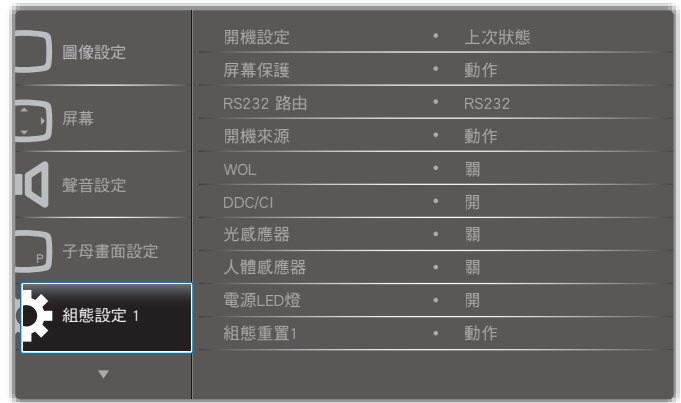 圖像設定
屏幕
聲音設定
P
子母畫面設定
組態設定 1
▼
開機設定 • 上次狀態
屏幕保護 • 動作
RS232 路由 • RS232
開機來源 • 動作
WOL • 關
DDC/CI • 開
光感應器 • 關
人體感應器 • 關
電源LED燈 • 開
組態重置1 • 動作